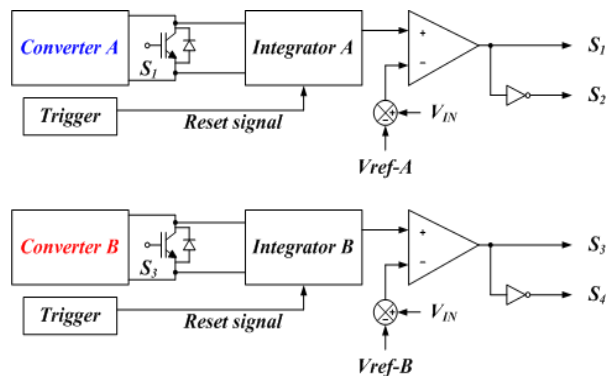 Converter A
S1
Integrator A
+
−
S1
S2
Trigger
Reset signal
+
−
VIN
Vref-A
Converter B
S3
Integrator B
+
−
S3
S4
Trigger
Reset signal
+
−
VIN
Vref-B